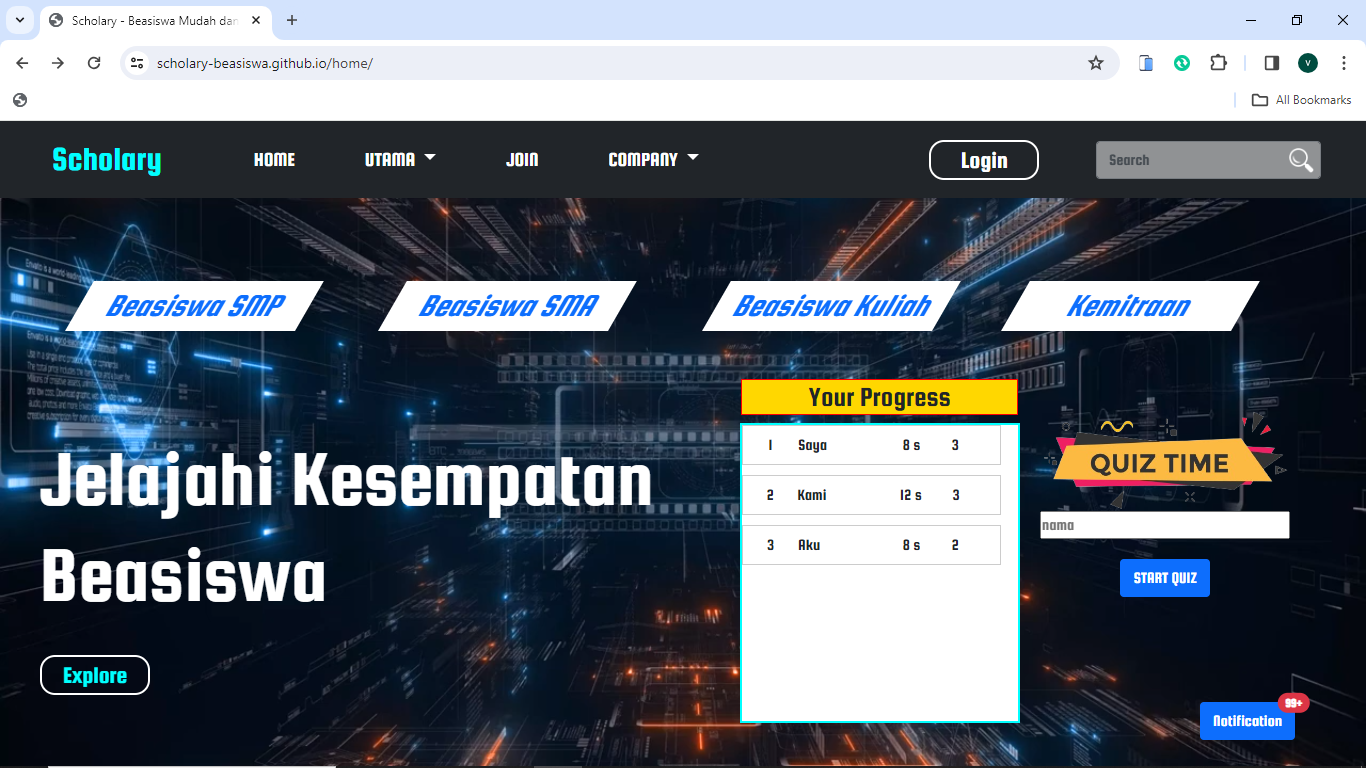 Scholary - Beasiswa Mudah dan
scholary-beasiswa.github.io/home/
V
All Bookmarks
Scholary HOME UTAMA JOIN COMPANY Login Search
Beasiswa SMP Beasiswa SMA Beasiswa Kuliah Kemitraan
Your Progress
1 Saya 8 s 3
2 Kami 12 s 3
3 Aku 8 s 2
QUIZ TIME
nama
START QUIZ
Jelajahi Kesempatan
Beasiswa
Explore
99+
Notification